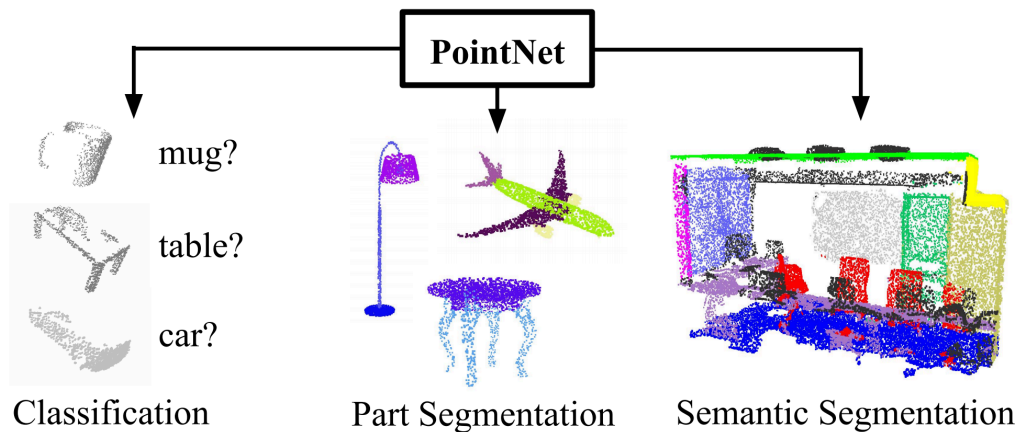 PointNet
mug?
table?
car?
Classification
Part Segmentation
Semantic Segmentation